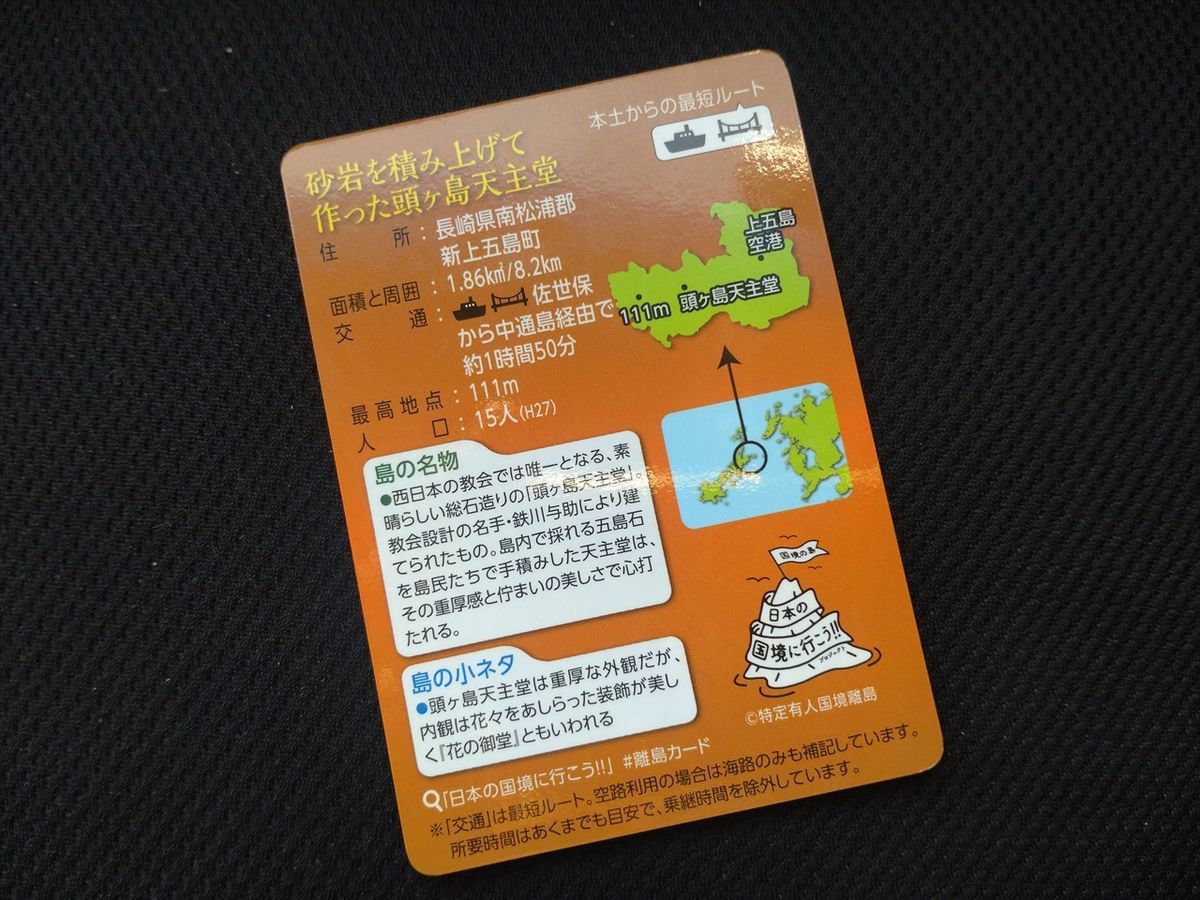 本土からの最短ルート
砂岩を積み上げて
作った頭ヶ島天主堂
住所：長崎県南松浦郡
新上五島町
面積と周囲：1.86k㎡/8.2km
交通：佐世保
から中通島経由で
約1時間50分
最高地点：111m
人口：15人(H27)
上五島
空港
頭ヶ島天主堂
111m
島の名物
●西日本の教会では唯一となる、素
晴らしい総石造りの「頭ヶ島天主堂」。
教会設計の名手・鉄川与助により建
てられたもの。島内で採れる五島石
を島民たちで手積みした天主堂は、
その重厚感と佇まいの美しさで心打
たれる。
島の小ネタ
●頭ヶ島天主堂は重厚な外観だが、
内観は花々をあしらった装飾が美し
く『花の御堂』ともいわれる
国境の島
日本の
国境に行こう!!
プロジェクト
©特定有人国境離島
「日本の国境に行こう!!」 #離島カード
※「交通」は最短ルート。空路利用の場合は海路のみも補記しています。
所要時間はあくまでも目安で、乗継時間を除外しています。